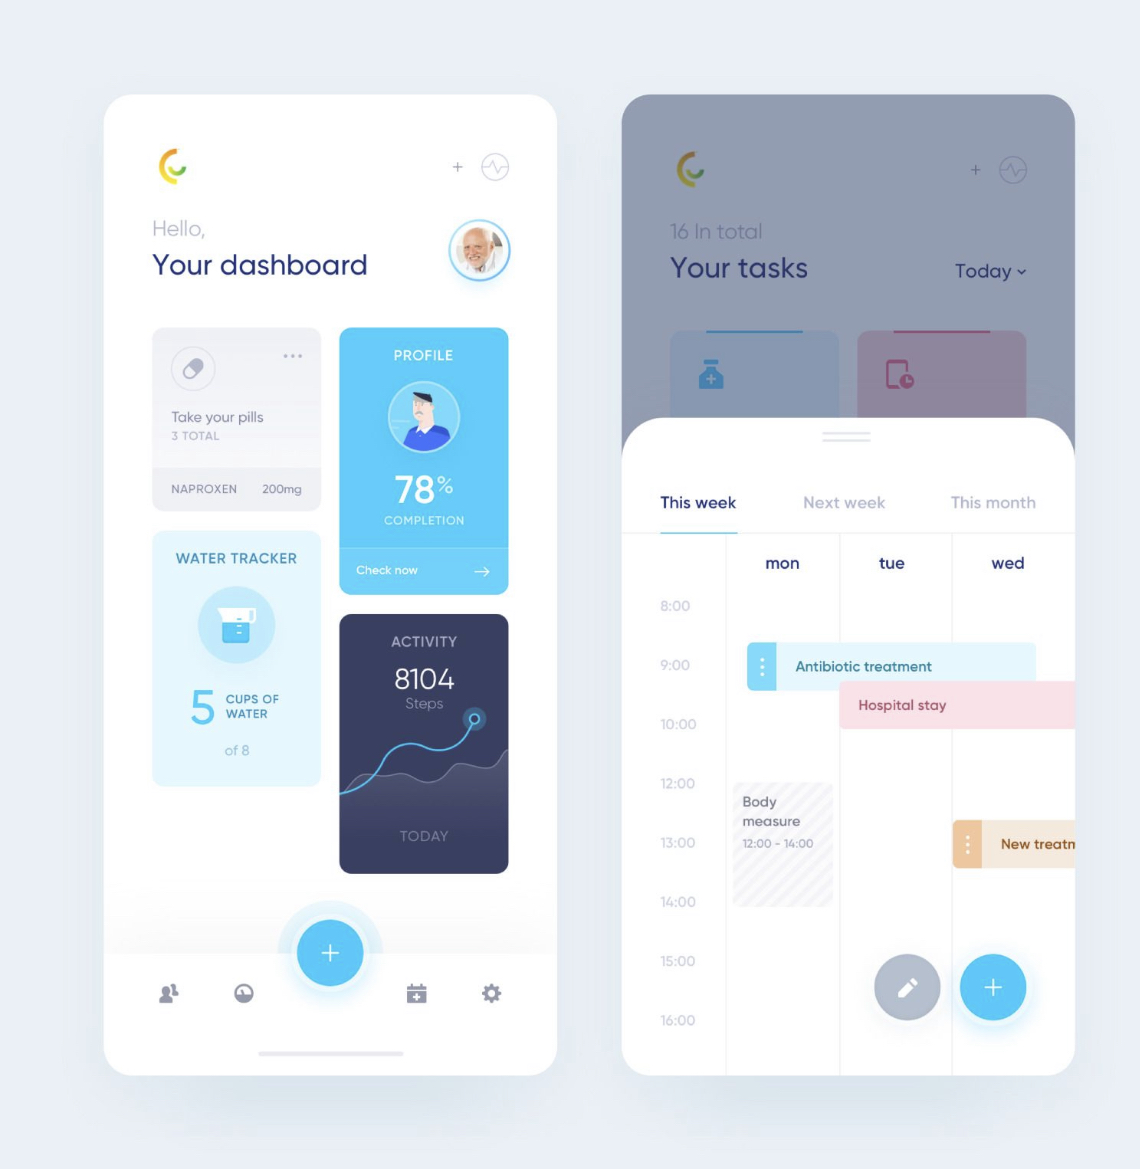 +
Hello,
Your dashboard
Take your pills
3 TOTAL
NAPROXEN 200mg
WATER TRACKER
5 CUPS OF
WATER
of 8
PROFILE
78%
COMPLETION
Check now →
ACTIVITY
8104
Steps
TODAY
+
+
16 In total
Your tasks
Today
This week Next week This month
mon tue wed
8:00
9:00
Antibiotic treatment
Hospital stay
10:00
12:00
Body
measure
12:00 - 14:00
13:00
New treatm
14:00
15:00
+
16:00